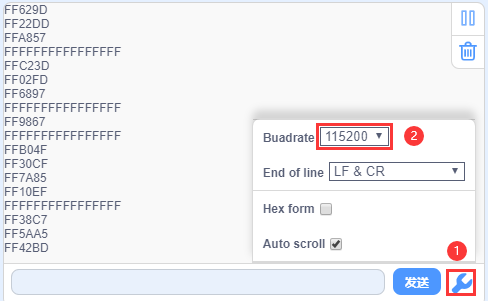 FF629D
FF22DD
FFA857
FFFFFFFFFFFFFFFF
FFC23D
FF02FD
FF6897
FFFFFFFFFFFFFFFF
FF9867
FFFFFFFFFFFFFFFF
FFB04F
FF30CF
FF7A85
FF10EF
FFFFFFFFFFFFFFFF
FF38C7
FF5AA5
FF42BD
Buadrate 115200 2
End of line LF & CR
Hex form
Auto scroll
1
发送